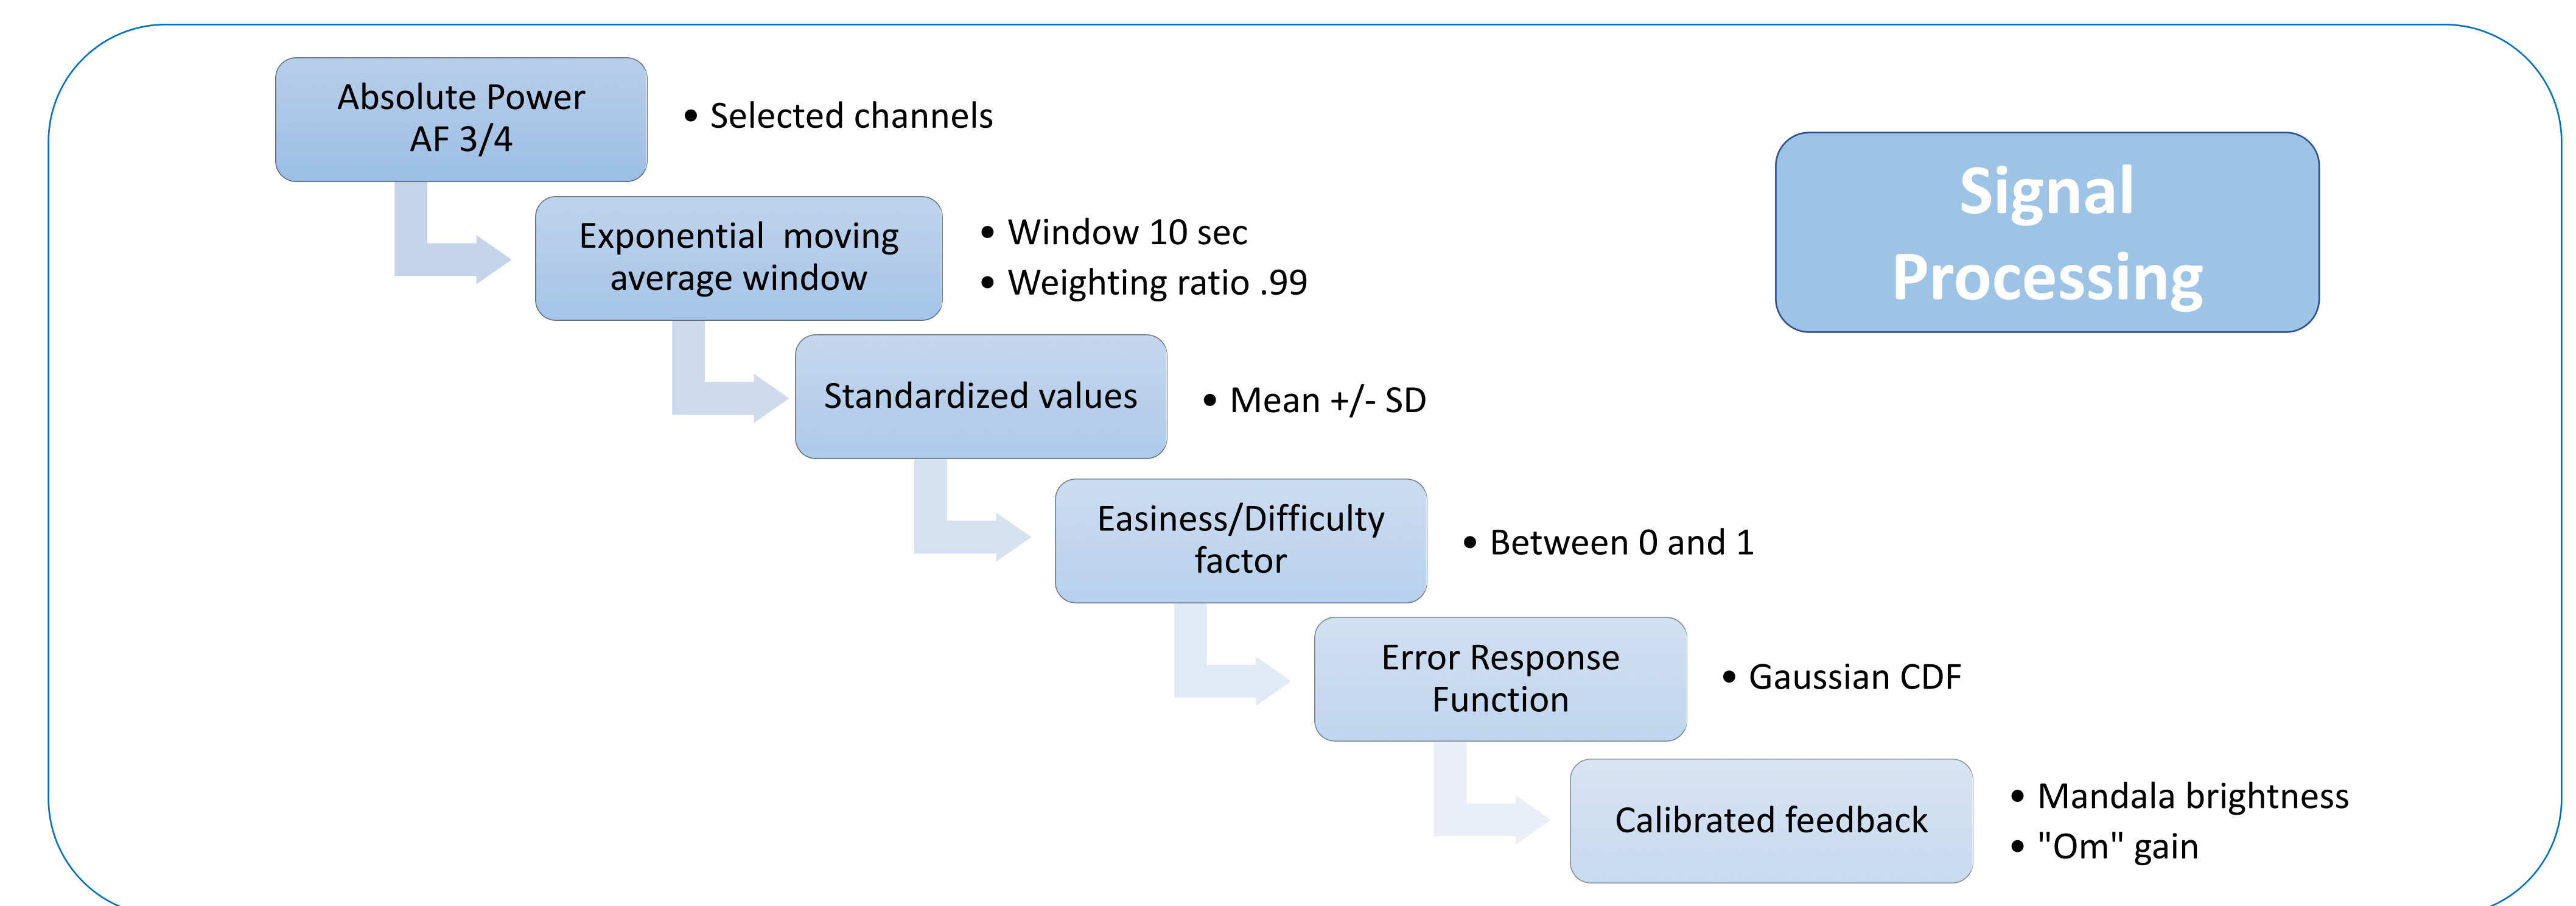 Absolute Power
AF 3/4
• Selected channels
Signal
Processing
Exponential moving
average window
• Window 10 sec
• Weighting ratio .99
Standardized values
• Mean +/- SD
Easiness/Difficulty
factor
• Between 0 and 1
Error Response
Function
• Gaussian CDF
Calibrated feedback
• Mandala brightness
• "Om" gain